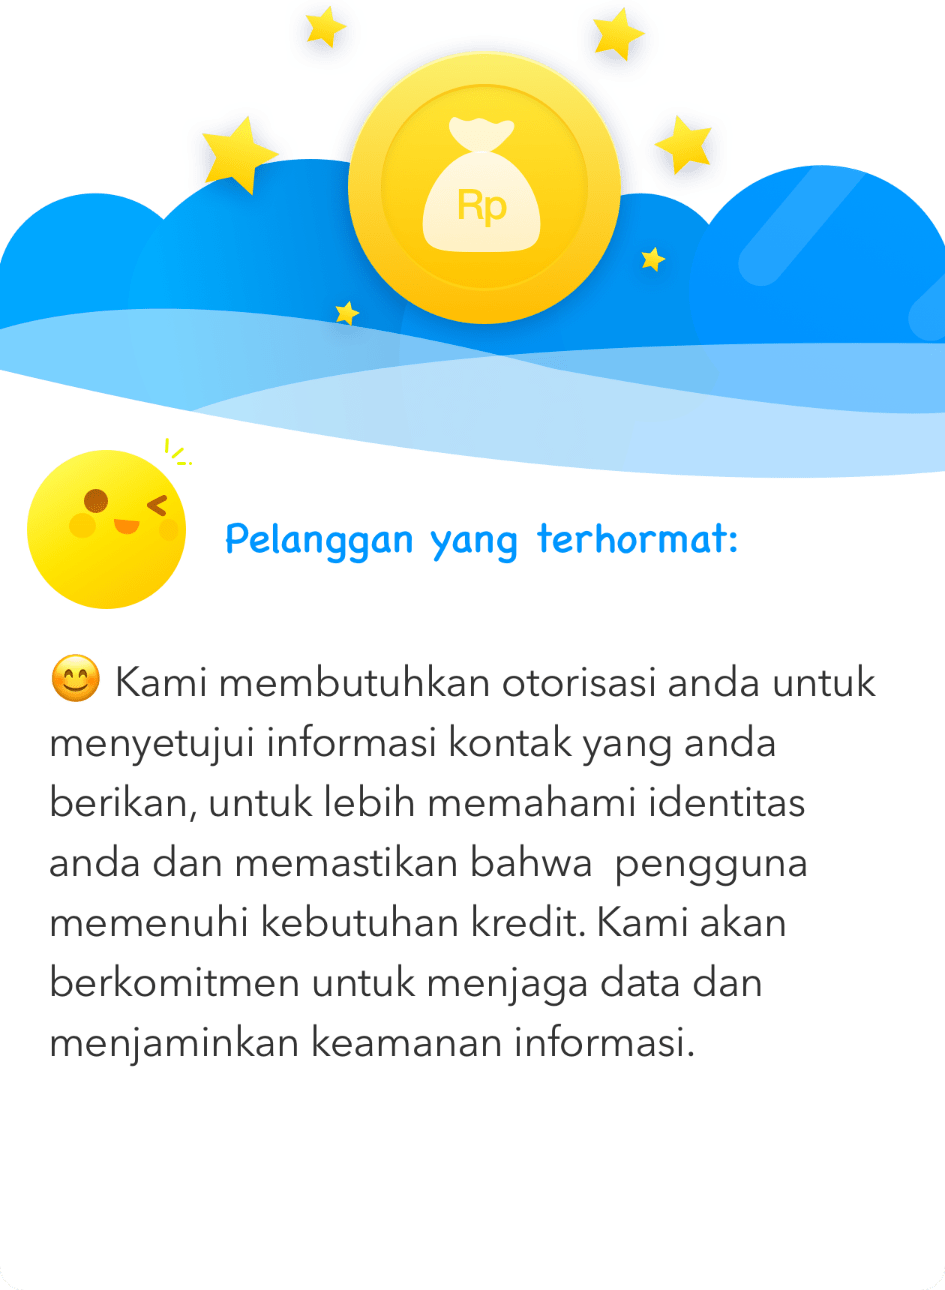 Rp
Pelanggan yang terhormat:
😊 Kami membutuhkan otorisasi anda untuk
menyetujui informasi kontak yang anda
berikan, untuk lebih memahami identitas
anda dan memastikan bahwa  pengguna
memenuhi kebutuhan kredit. Kami akan
berkomitmen untuk menjaga data dan
menjaminkan keamanan informasi.